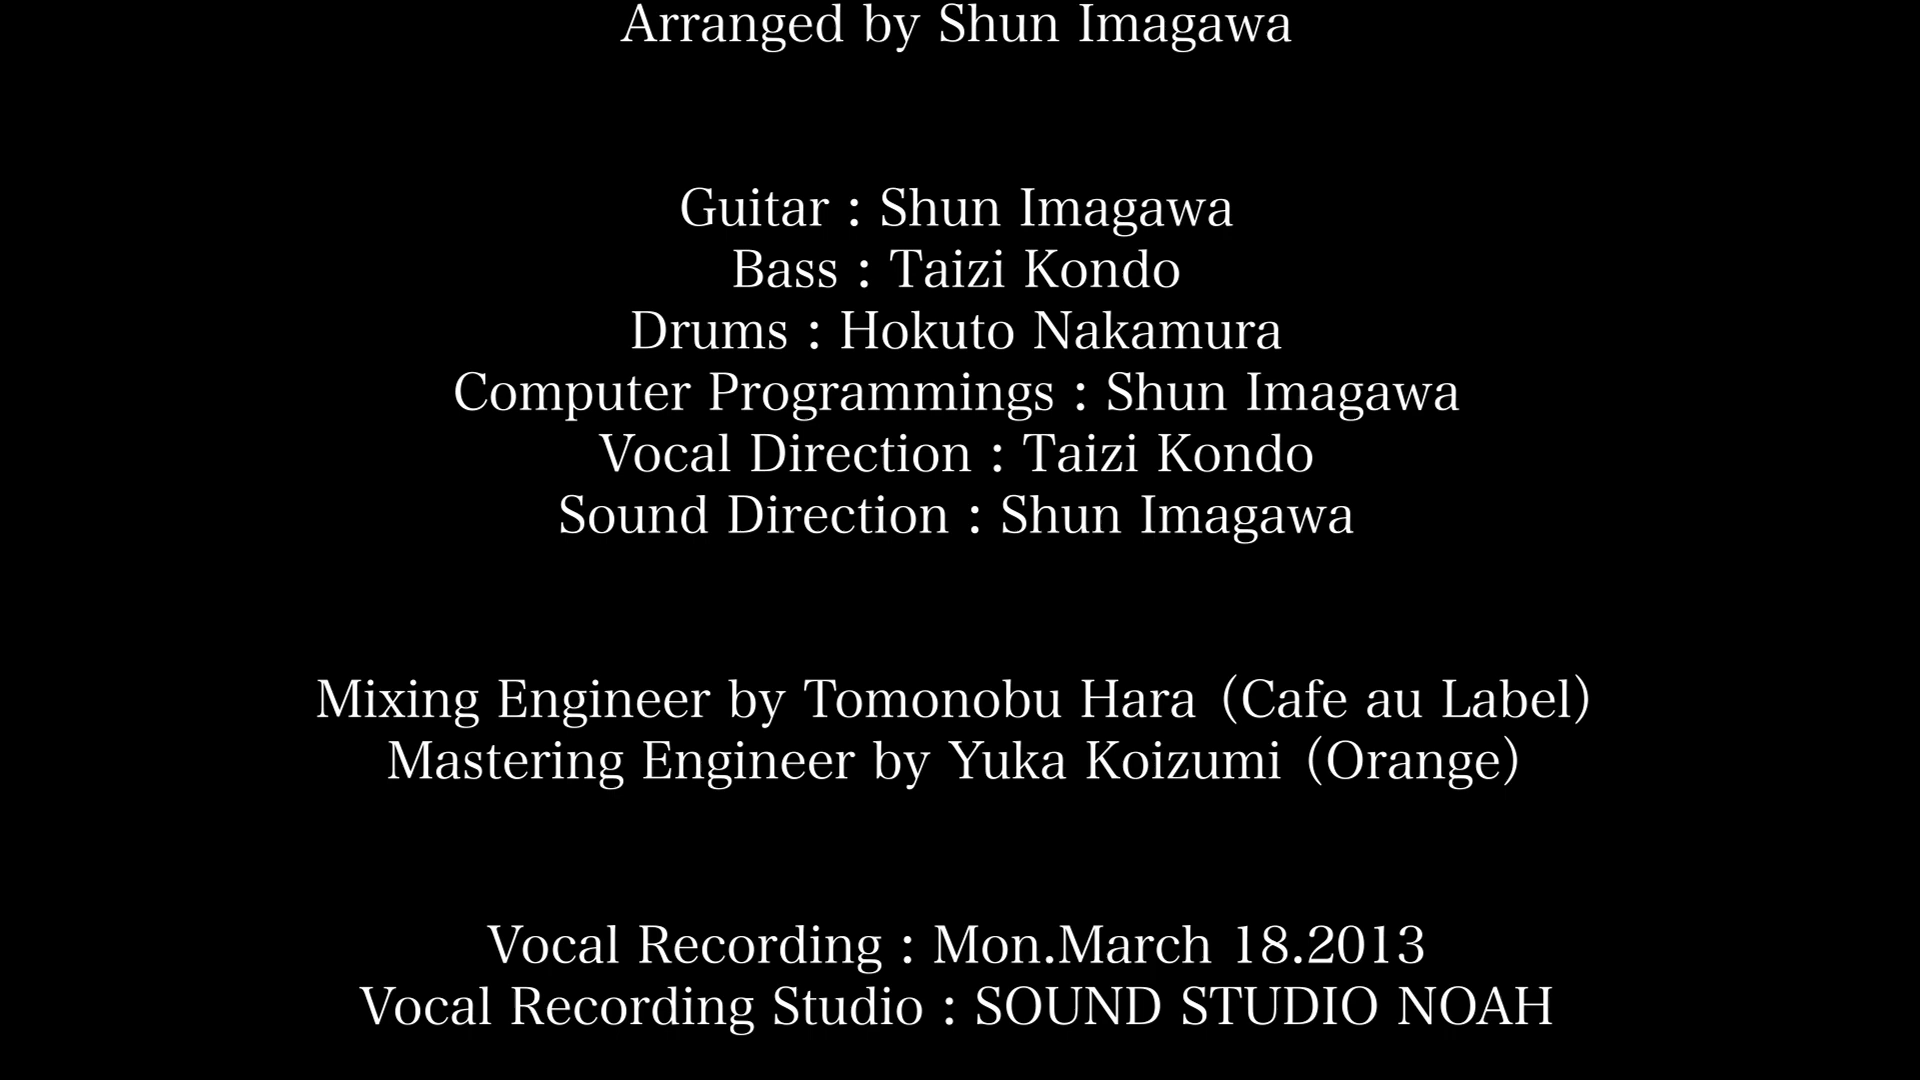 Arranged by Shun Imagawa
Guitar : Shun Imagawa
Bass : Taizi Kondo
Drums : Hokuto Nakamura
Computer Programmings : Shun Imagawa
Vocal Direction : Taizi Kondo
Sound Direction : Shun Imagawa
Mixing Engineer by Tomonobu Hara (Cafe au Label)
Mastering Engineer by Yuka Koizumi (Orange)
Vocal Recording : Mon.March 18.2013
Vocal Recording Studio : SOUND STUDIO NOAH